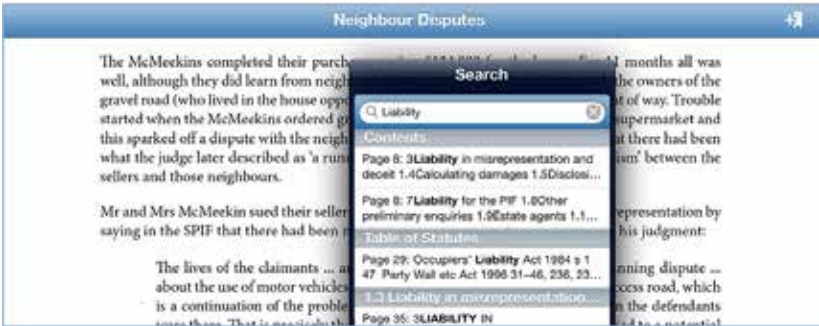 Neighbour Disputes
The McMeekins completed their purch
11 months all was
well, although they did learn from neigh
the owners of the
gravel road (who lived in the house oppo
of way. Trouble
started when the McMeekins ordered
supermarket and
this sparked off a dispute with the neigh
at there had been
what the judge later described as 'a
between the
sellers and those neighbours.
Mr and Mrs McMeekin sued their seller
representation by
saying in the SPIF that there had been
his judgment:
The lives of the claimants ...
nning dispute ...
about the use of motor vehicles
ccess road, which
is a continuation of the proble
the defendants
Search
Liability
Contents
Page 8: 3Liability in misrepresentation and
deceit 1.4Calculating damages 1.5Disclosi...
Page 8: 7Liability for the PIF 1.8Other
preliminary enquiries 1.9Estate agents 1.1...
Table of Statutes
Page 29: Occupiers' Liability Act 1984 s 1
47 Party Wall etc Act 1996 31–46, 236, 23...
1.3 Liability in misrepresentation
Page 35: 3LIABILITY IN